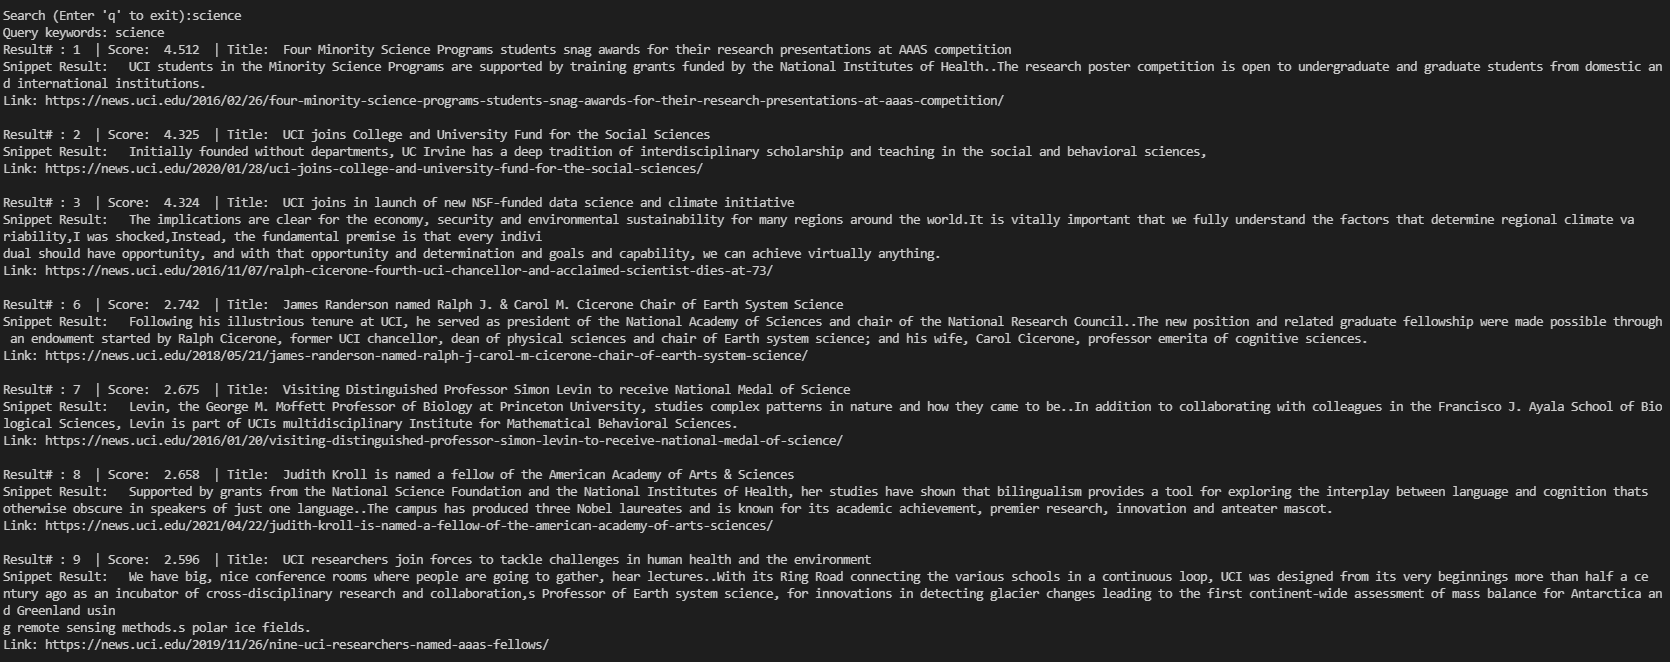 Search (Enter 'q' to exit):science
Query keywords: science
Result# : 1  | Score:  4.512  | Title:  Four Minority Science Programs students snag awards for their research presentations at AAAS competition
Snippet Result:   UCI students in the Minority Science Programs are supported by training grants funded by the National Institutes of Health..The research poster competition is open to undergraduate and graduate students from domestic an
d international institutions.
Link: https://news.uci.edu/2016/02/26/four-minority-science-programs-students-snag-awards-for-their-research-presentations-at-aaas-competition/
Result# : 2  | Score:  4.325  | Title:  UCI joins College and University Fund for the Social Sciences
Snippet Result:   Initially founded without departments, UC Irvine has a deep tradition of interdisciplinary scholarship and teaching in the social and behavioral sciences,
Link: https://news.uci.edu/2020/01/28/uci-joins-college-and-university-fund-for-the-social-sciences/
Result# : 3  | Score:  4.324  | Title:  UCI joins in launch of new NSF-funded data science and climate initiative
Snippet Result:   The implications are clear for the economy, security and environmental sustainability for many regions around the world.It is vitally important that we fully understand the factors that determine regional climate va
riability,I was shocked,Instead, the fundamental premise is that every indivi
dual should have opportunity, and with that opportunity and determination and goals and capability, we can achieve virtually anything.
Link: https://news.uci.edu/2016/11/07/ralph-cicerone-fourth-uci-chancellor-and-acclaimed-scientist-dies-at-73/
Result# : 6  | Score:  2.742  | Title:  James Randerson named Ralph J. & Carol M. Cicerone Chair of Earth System Science
Snippet Result:   Following his illustrious tenure at UCI, he served as president of the National Academy of Sciences and chair of the National Research Council..The new position and related graduate fellowship were made possible through
 an endowment started by Ralph Cicerone, former UCI chancellor, dean of physical sciences and chair of Earth system science; and his wife, Carol Cicerone, professor emerita of cognitive sciences.
Link: https://news.uci.edu/2018/05/21/james-randerson-named-ralph-j-carol-m-cicerone-chair-of-earth-system-science/
Result# : 7  | Score:  2.675  | Title:  Visiting Distinguished Professor Simon Levin to receive National Medal of Science
Snippet Result:   Levin, the George M. Moffett Professor of Biology at Princeton University, studies complex patterns in nature and how they came to be..In addition to collaborating with colleagues in the Francisco J. Ayala School of Bio
logical Sciences, Levin is part of UCIs multidisciplinary Institute for Mathematical Behavioral Sciences.
Link: https://news.uci.edu/2016/01/20/visiting-distinguished-professor-simon-levin-to-receive-national-medal-of-science/
Result# : 8  | Score:  2.658  | Title:  Judith Kroll is named a fellow of the American Academy of Arts & Sciences
Snippet Result:   Supported by grants from the National Science Foundation and the National Institutes of Health, her studies have shown that bilingualism provides a tool for exploring the interplay between language and cognition thats
otherwise obscure in speakers of just one language..The campus has produced three Nobel laureates and is known for its academic achievement, premier research, innovation and anteater mascot.
Link: https://news.uci.edu/2021/04/22/judith-kroll-is-named-a-fellow-of-the-american-academy-of-arts-sciences/
Result# : 9  | Score:  2.596  | Title:  UCI researchers join forces to tackle challenges in human health and the environment
Snippet Result:   We have big, nice conference rooms where people are going to gather, hear lectures..With its Ring Road connecting the various schools in a continuous loop, UCI was designed from its very beginnings more than half a ce
ntury ago as an incubator of cross-disciplinary research and collaboration,s Professor of Earth system science, for innovations in detecting glacier changes leading to the first continent-wide assessment of mass balance for Antarctica an
d Greenland usin
g remote sensing methods.s polar ice fields.
Link: https://news.uci.edu/2019/11/26/nine-uci-researchers-named-aaas-fellows/